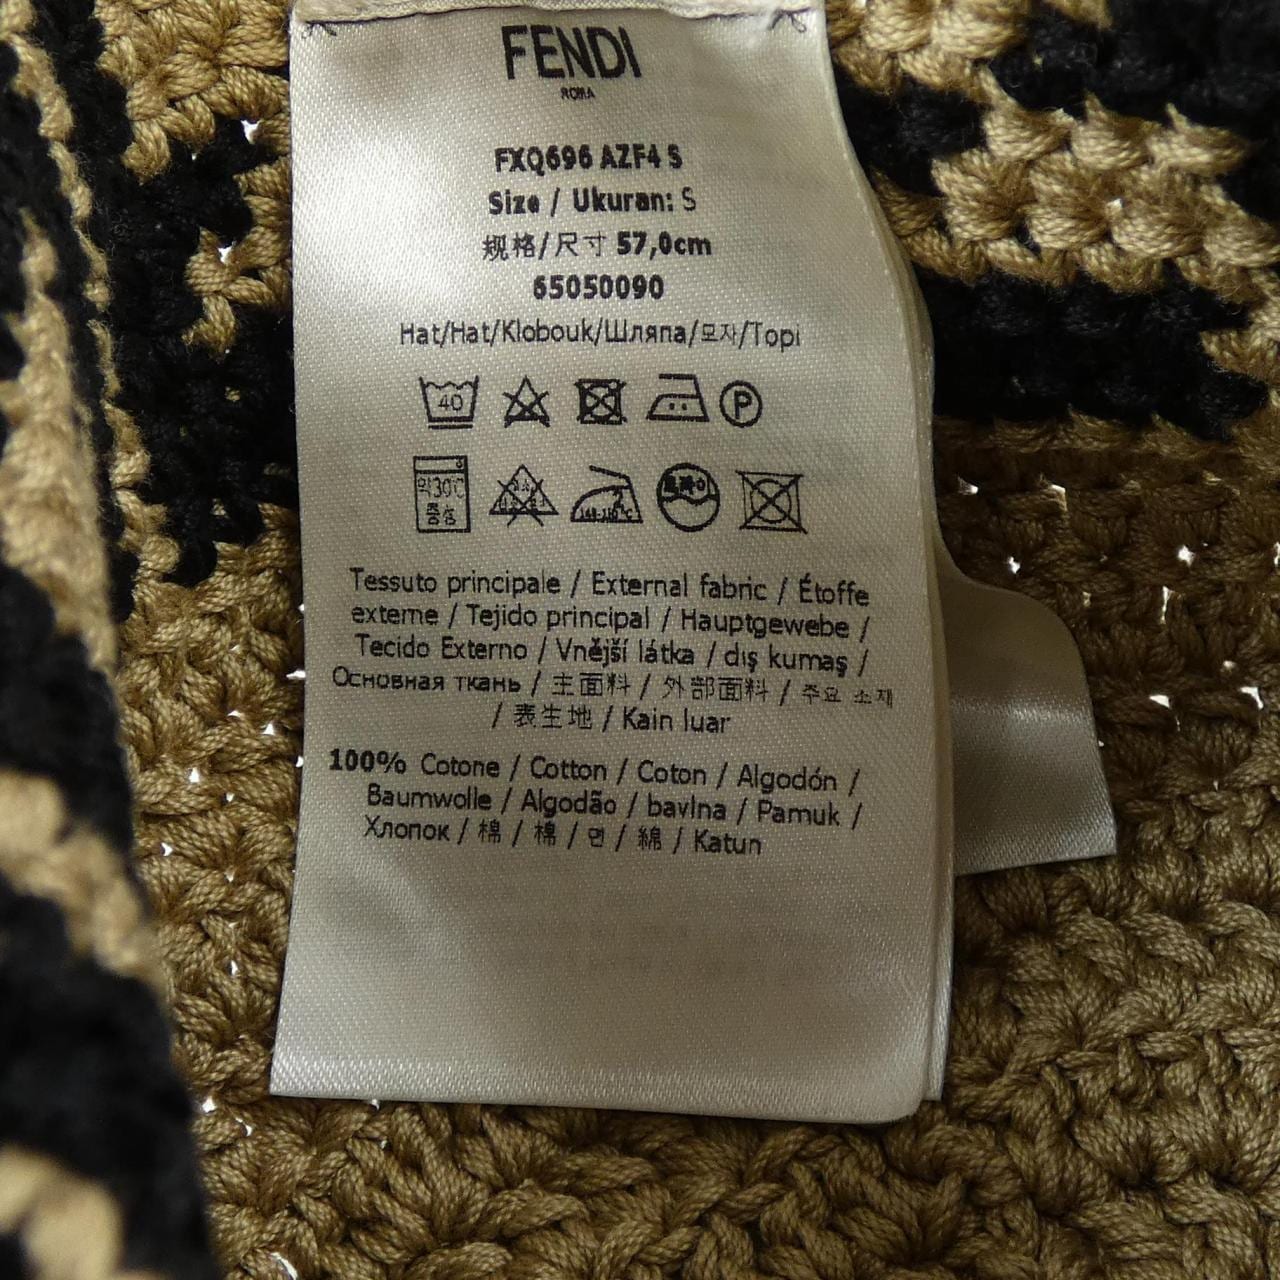 FENDI
ROMA
FXQ696 AZF4 S
Size / Ukuran: S
规格/尺寸 57,0cm
65050090
Hat/Hat/Klobouk/Шляпа/모자/Topi
40
P
약30℃
중성
Tessuto principale / External fabric / Étoffe
externe / Tejido principal / Hauptgewebe /
Tecido Externo / Vnější látka / dış kumaş /
Основная ткань / 主面料 / 外部面料 / 주요 소재
/ 表生地 / Kain luar
100% Cotone / Cotton / Coton / Algodón /
Baumwolle / Algodão / bavlna / Pamuk /
Хлопок / 棉 / 棉 / 면 / 綿 / Katun